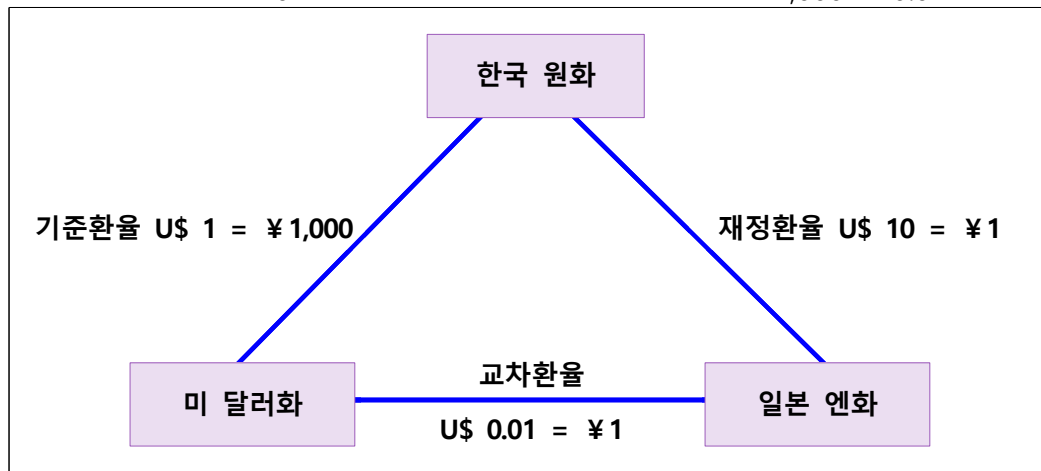 한국 원화
기준환율 U$ 1 = ¥1,000
재정환율 U$ 10 = ¥1
교차환율
미 달러화
일본 엔화
U$ 0.01 = ¥1